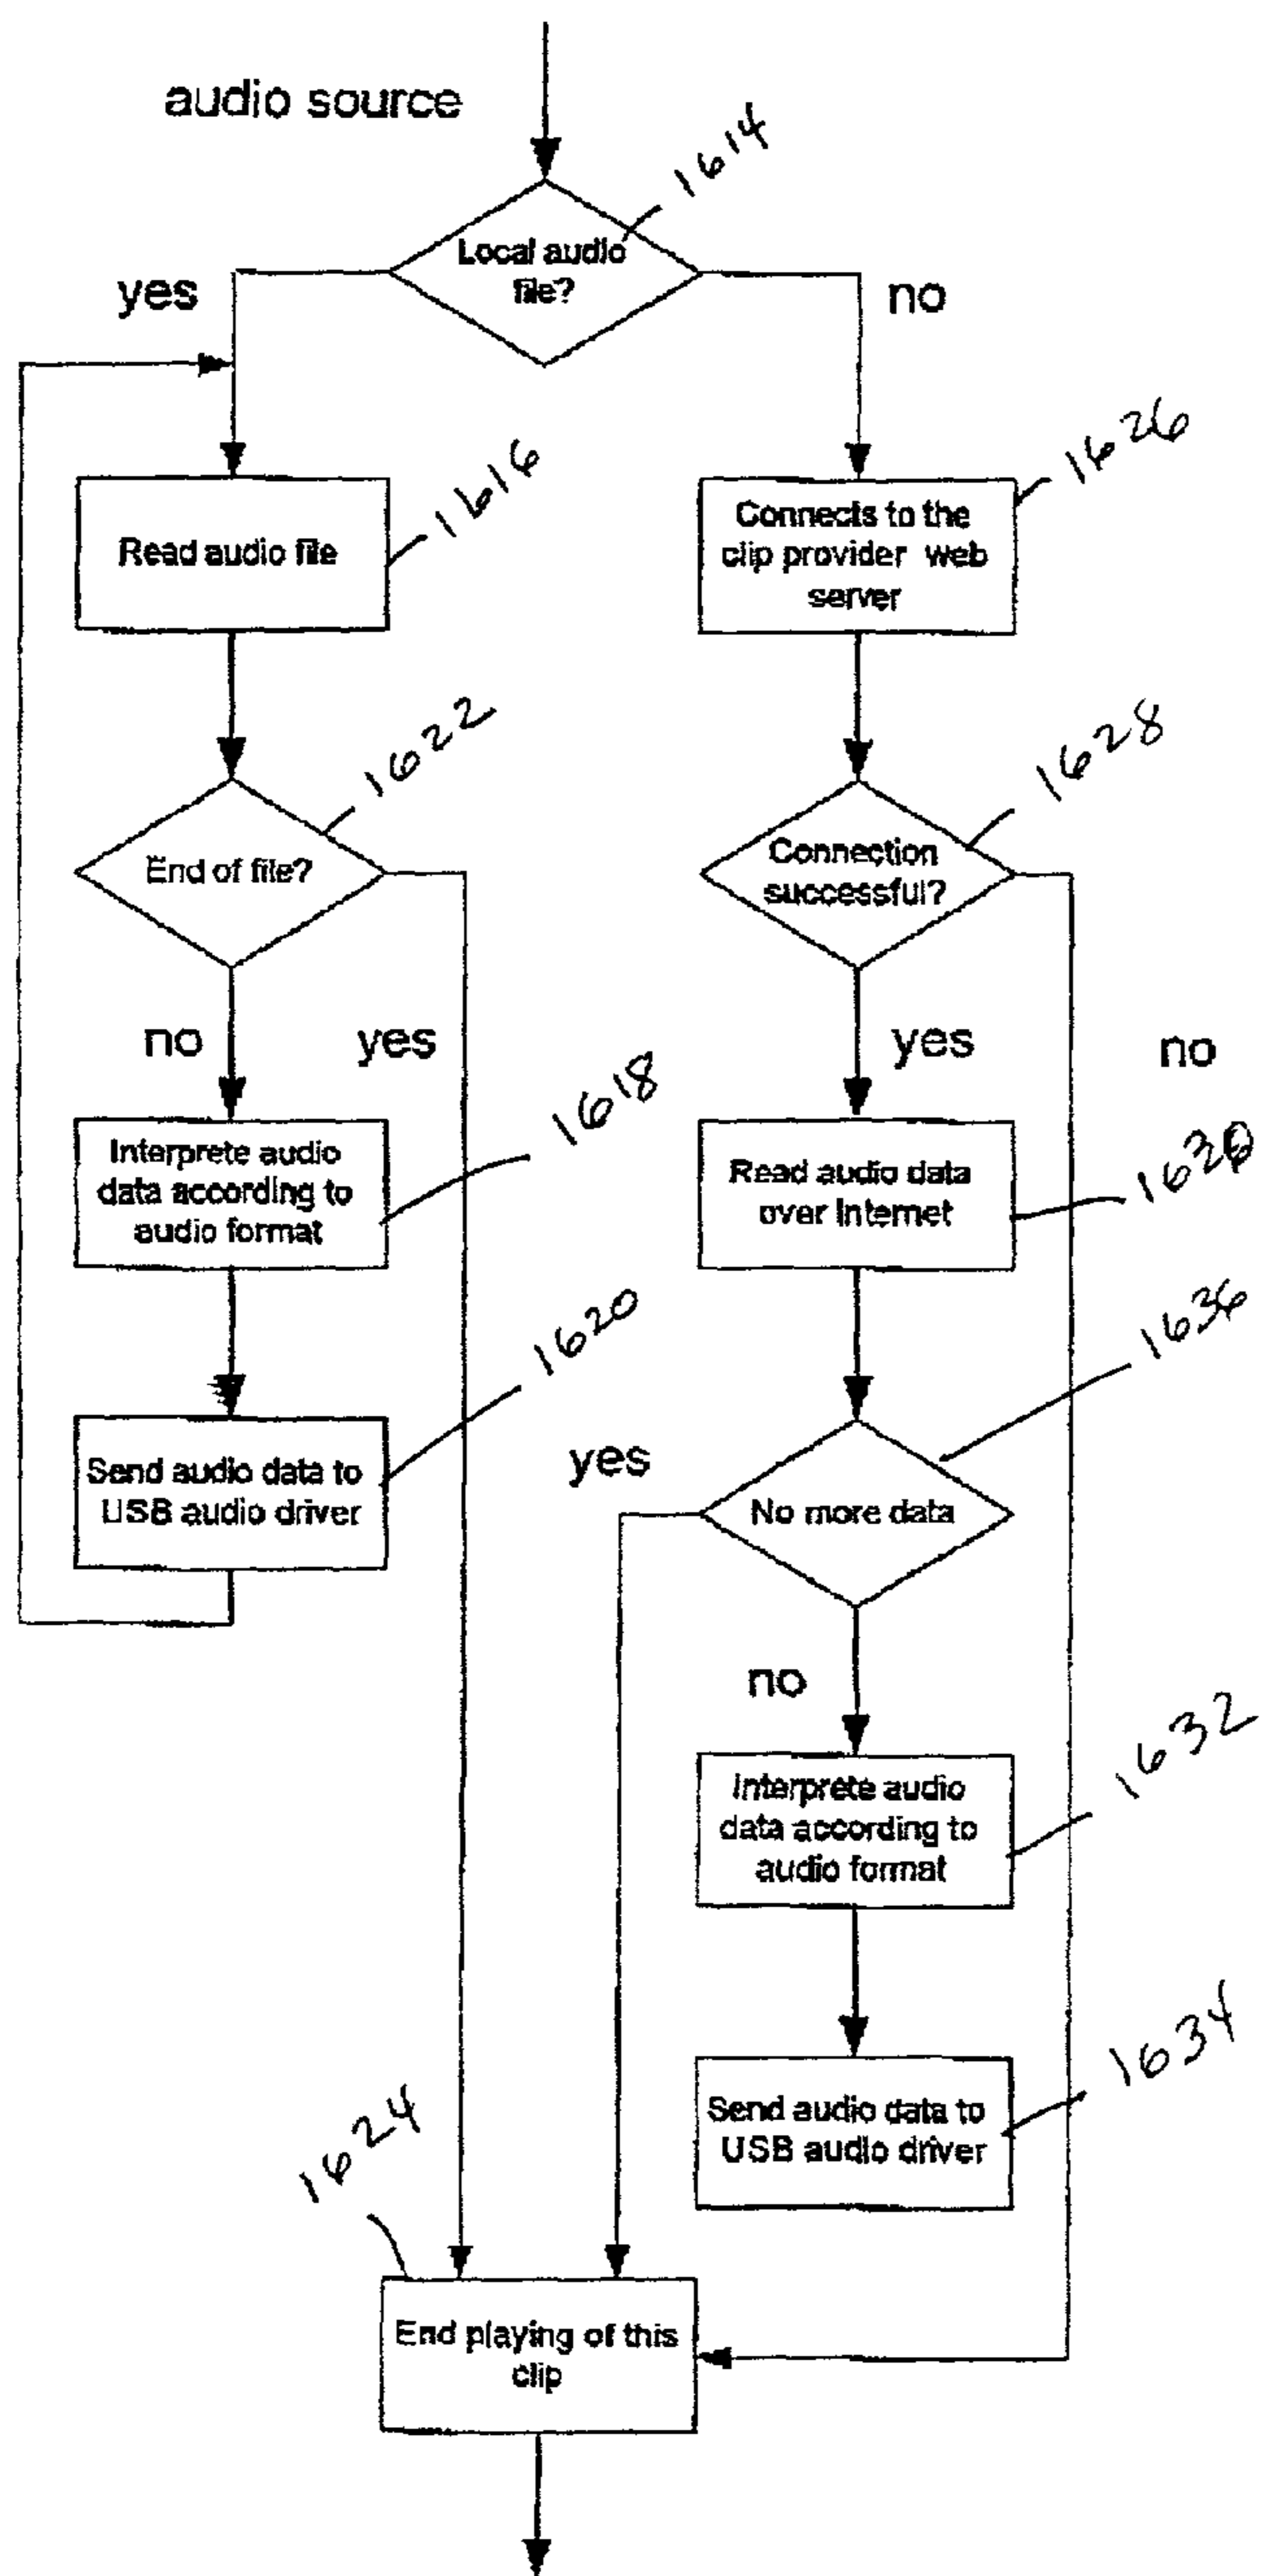 audio source
1614
Local audio
file?
yes
no
1616
1626
Read audio file
Connects to the
clip provider web
server
1622
1628
End of file?
Connection
successful?
no
yes
yes
no
1618
Interprete audio
data according to
audio format
1630
Read audio data
over Internet
1620
1636
Send audio data to
USB audio driver
yes
No more data
no
1632
Interprete audio
data according to
audio format
1634
Send audio data to
USB audio driver
1624
End playing of this
clip